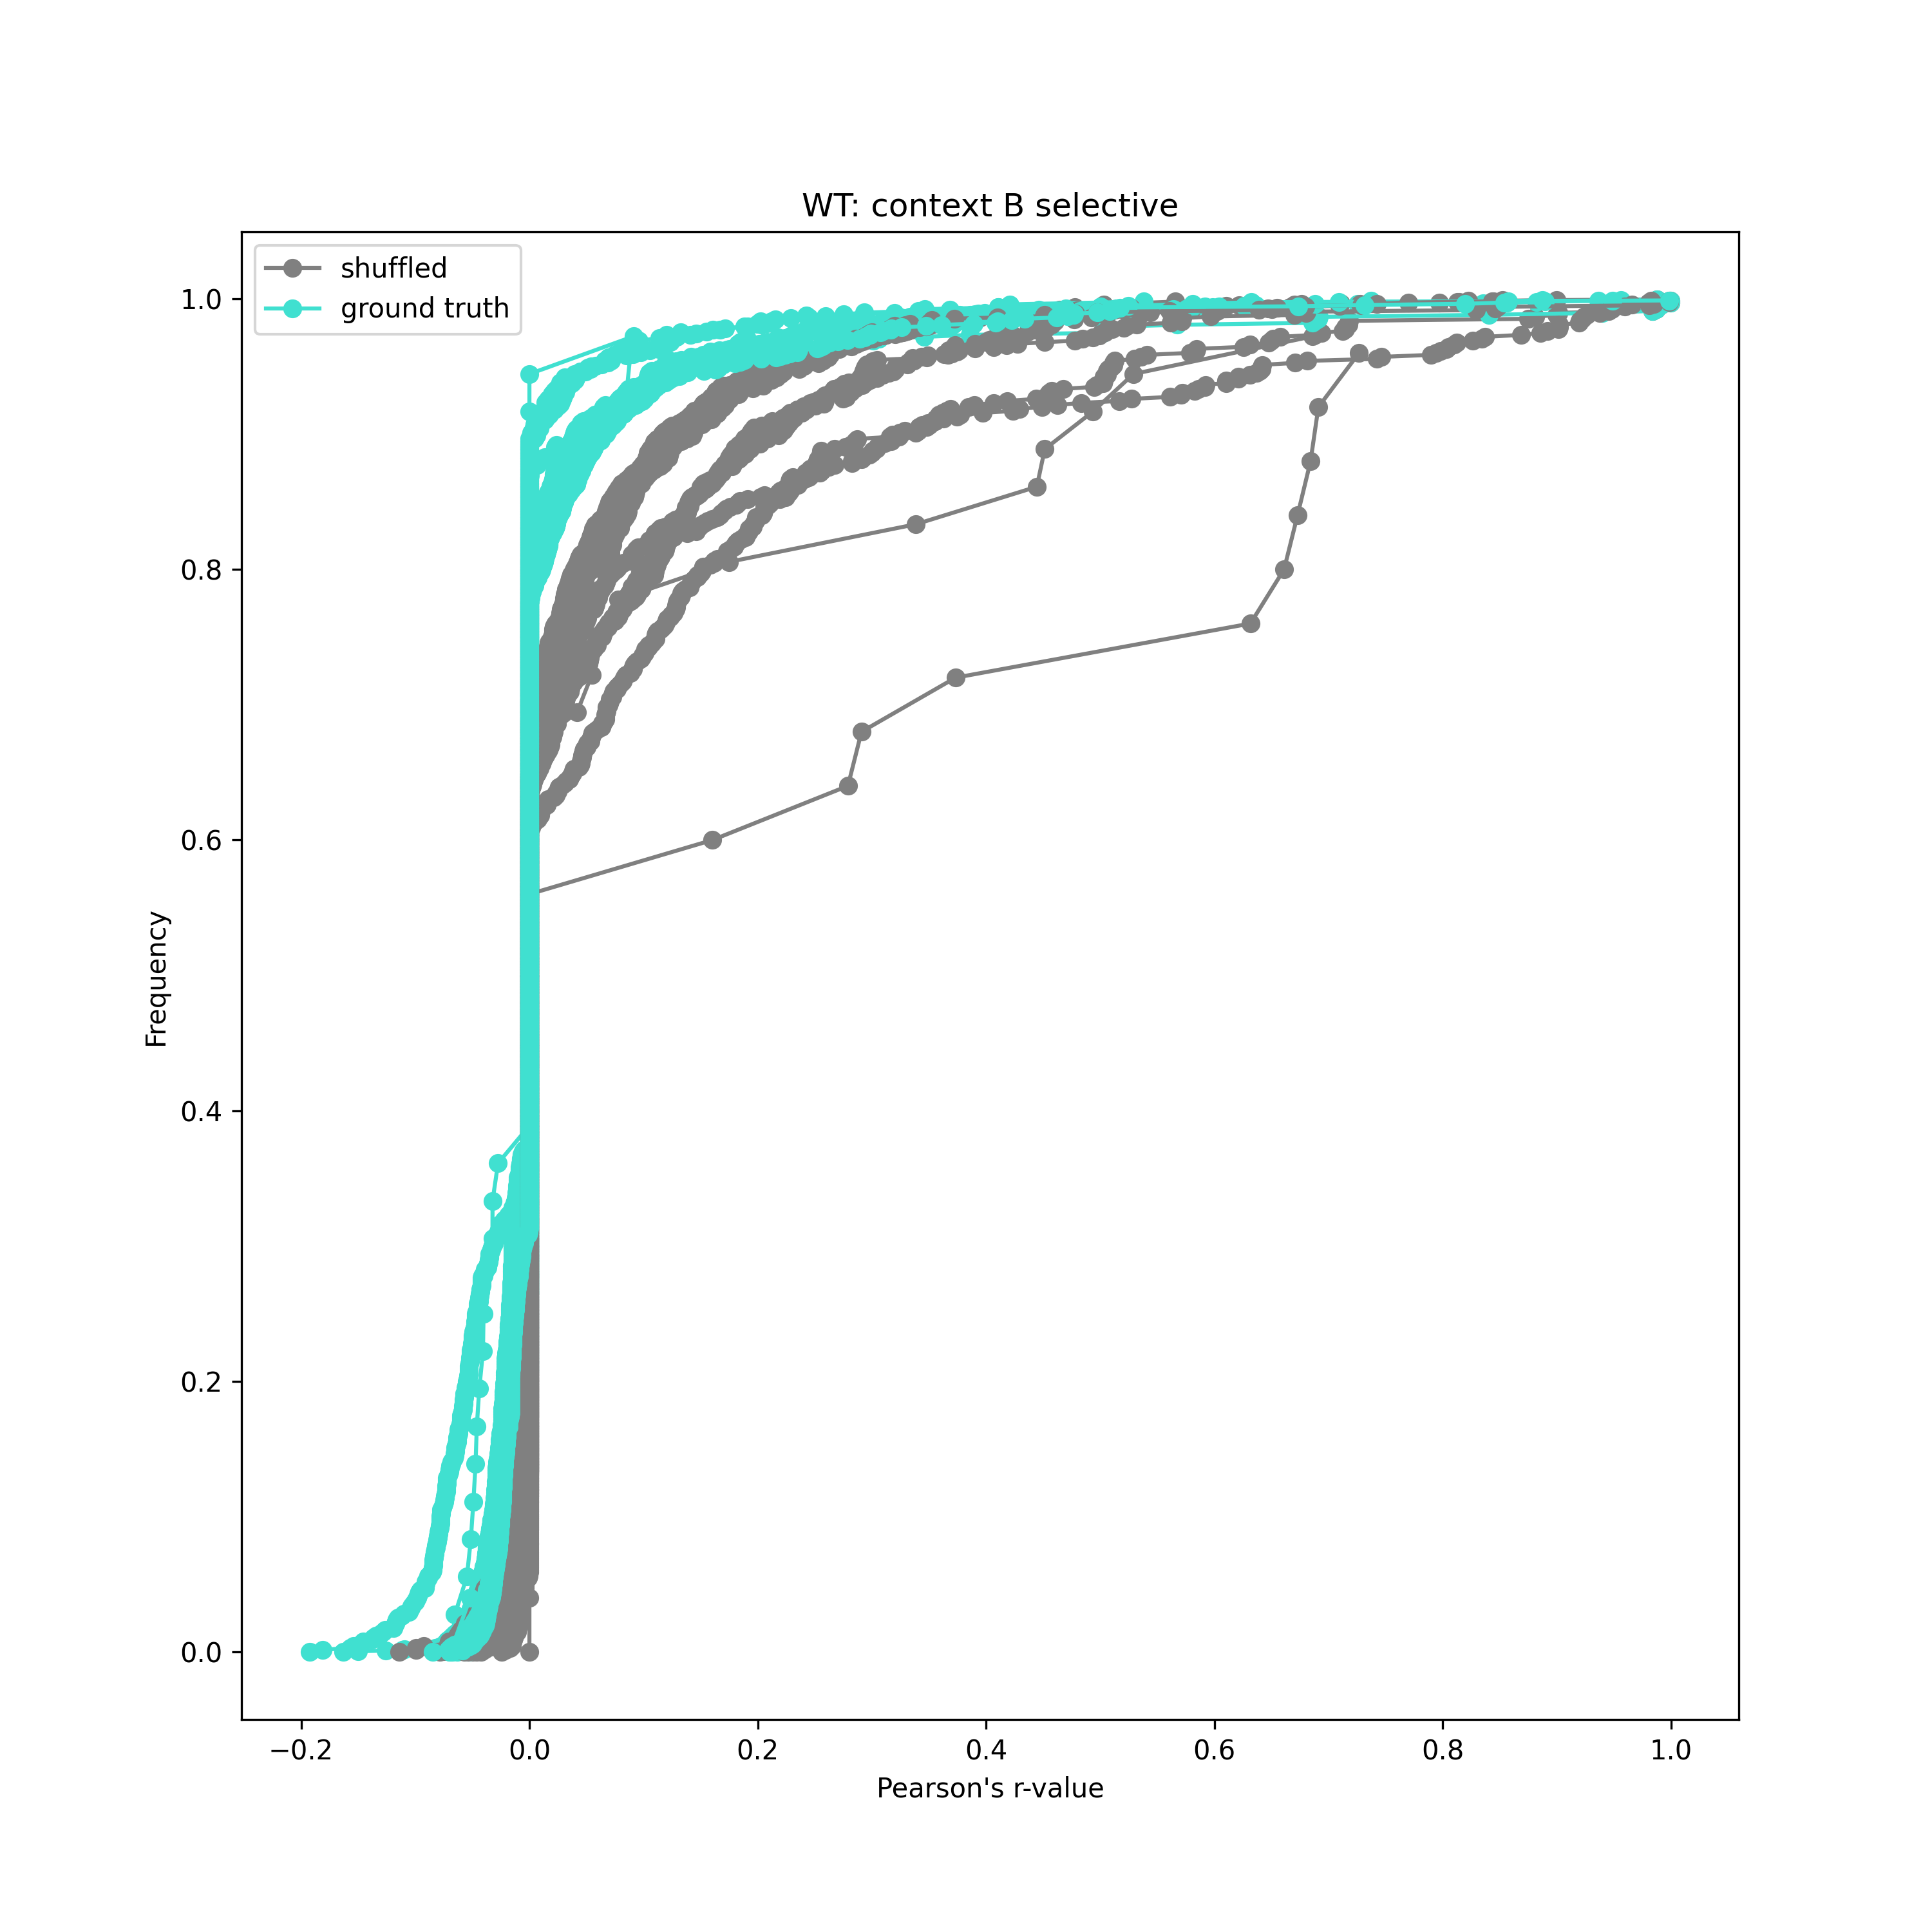 WT: context B selective
shuffled
ground truth
1.0
0.8
0.6
0.4
0.2
0.0
Frequency
−0.2 0.0 0.2 0.4 0.6 0.8 1.0
Pearson's r-value